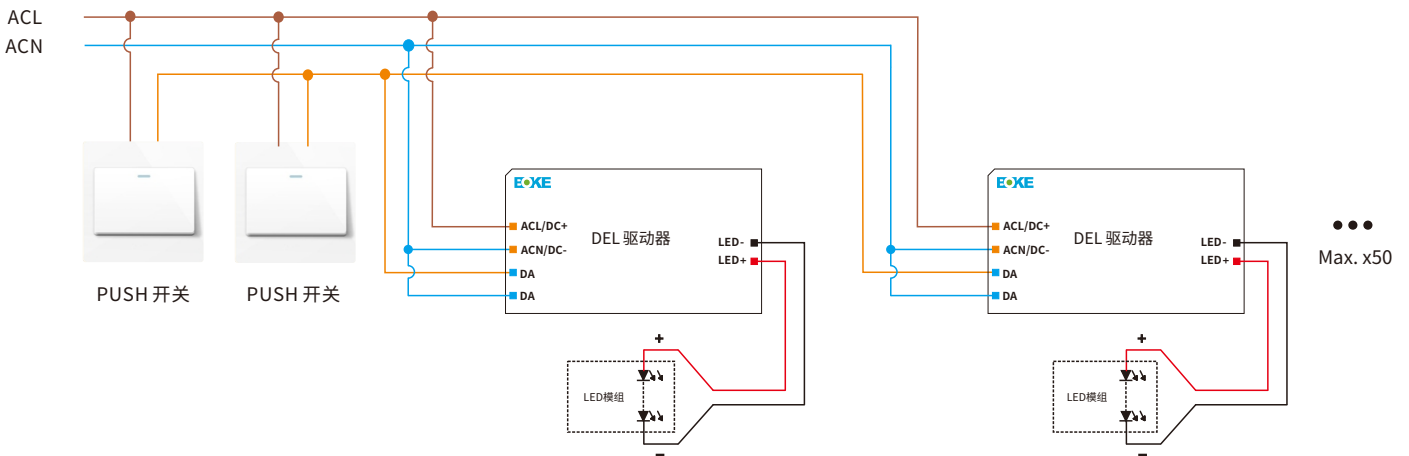 ACL
ACN
PUSH 开关
PUSH 开关
EOKE
ACL/DC+
ACN/DC-
DA
DA
DEL 驱动器
LED-
LED+
+
LED模组
-
EOKE
ACL/DC+
ACN/DC-
DA
DA
DEL 驱动器
LED-
LED+
+
LED模组
-
•••
Max. x50